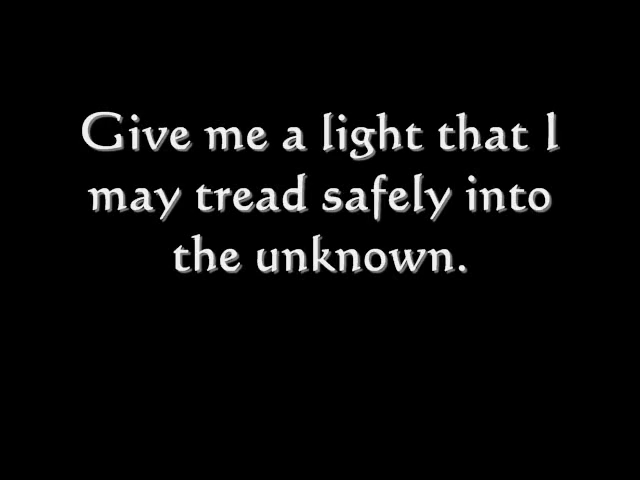 Give me a light that I
may tread safely into
the unknown.